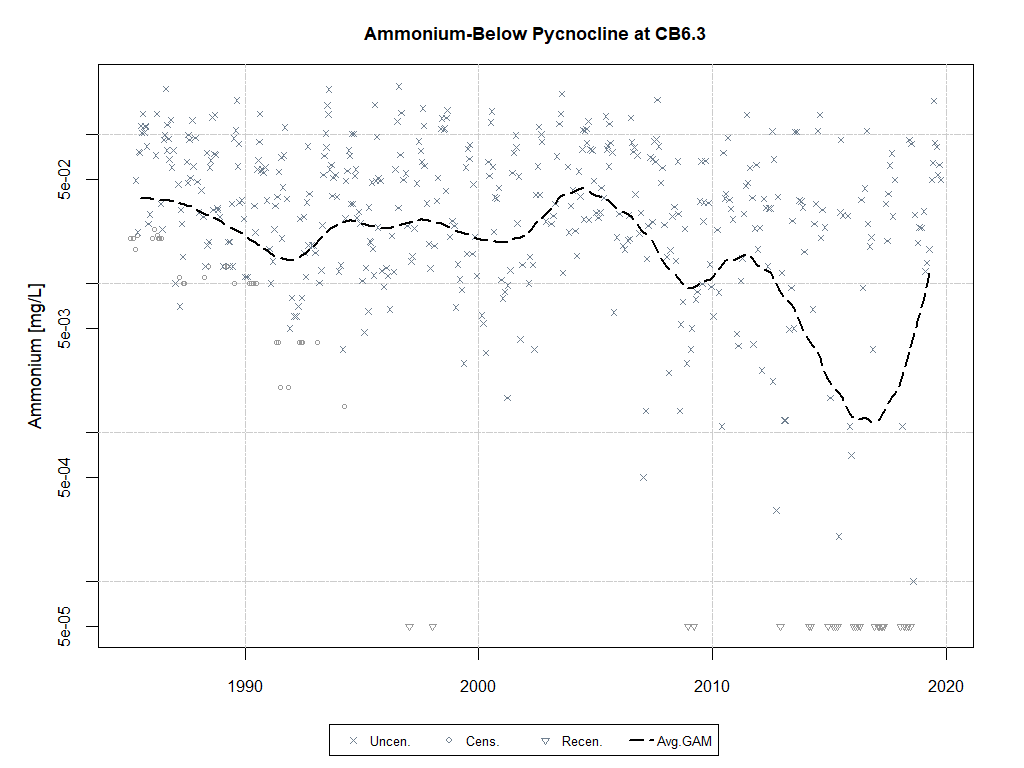 Ammonium-Below Pycnocline at CB6.3
Ammonium [mg/L]
5e-02
5e-03
5e-04
5e-05
1990 2000 2010 2020
Uncen. Cens. Recen. Avg.GAM